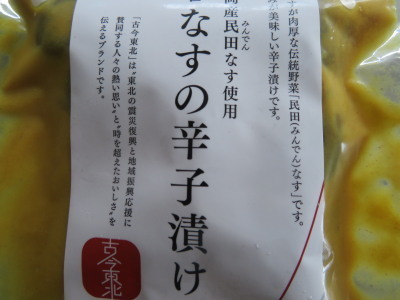 すが肉厚な伝統野菜『民田(みんでん)なす』です。
みが美味しい辛子漬けです。
産民田なす使用
みんでん
なすの辛子漬け
「古今東北」は“東北の震災復興と地域振興応援に
賛同する人々の熱い思い”と“時を超えたおいしさ”を
伝えるブランドです。
古今東北